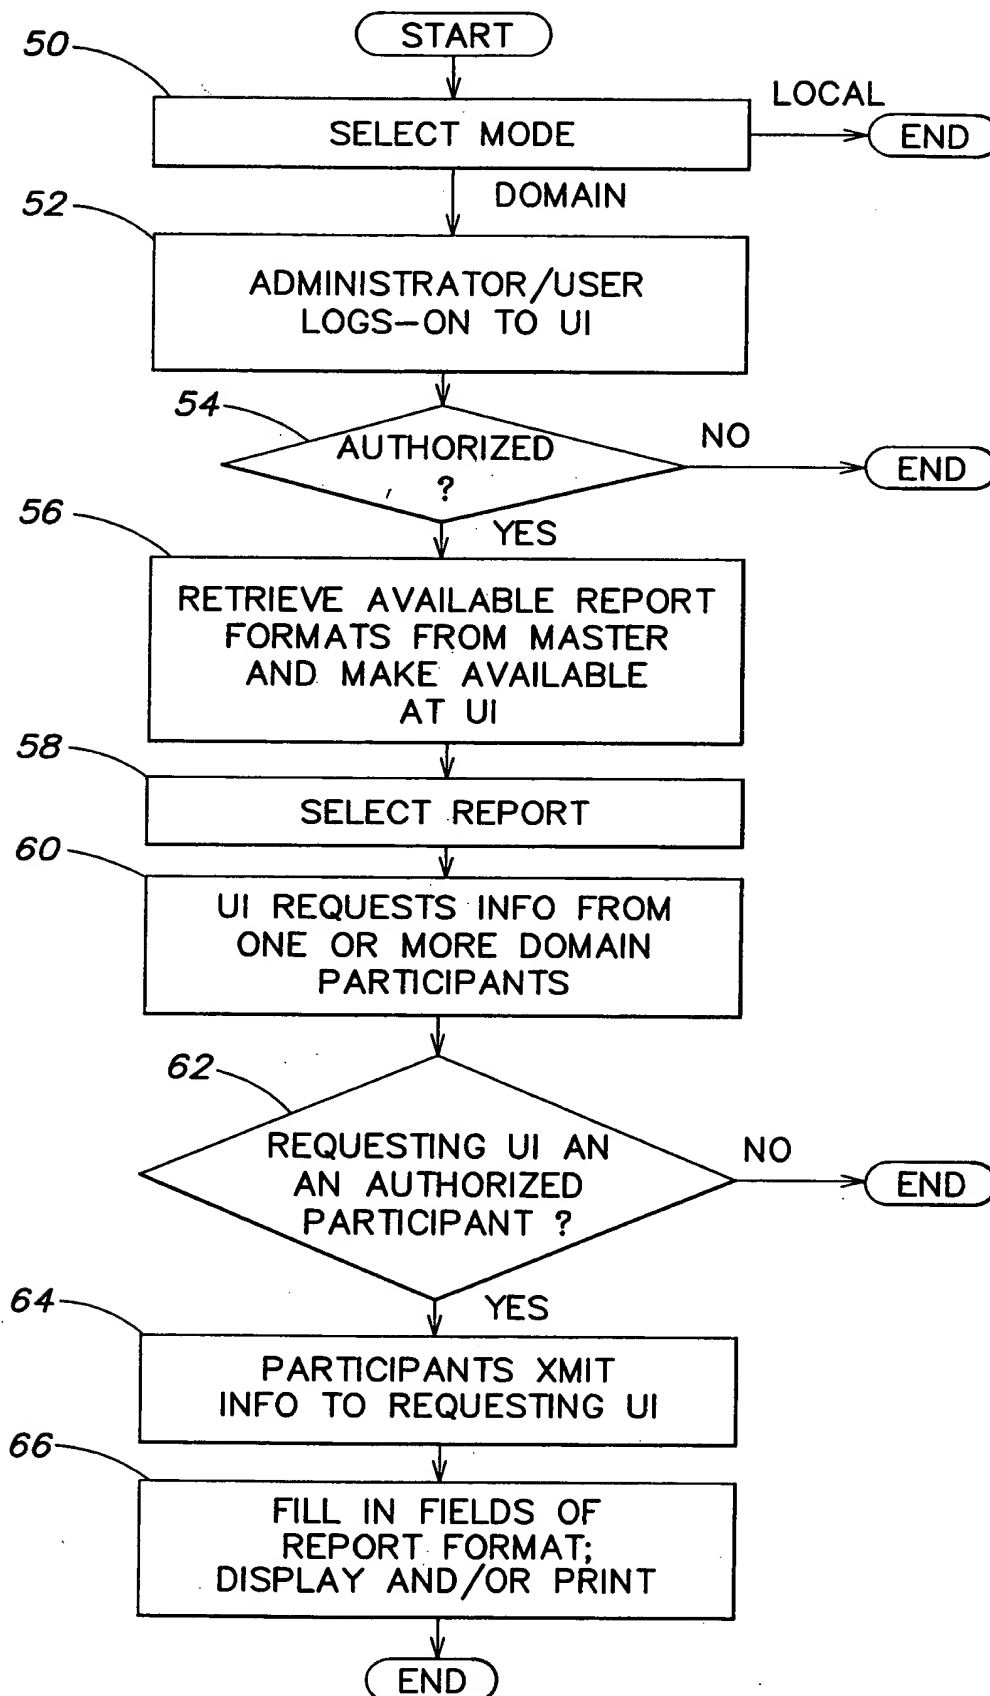 START
50
SELECT MODE
LOCAL
END
DOMAIN
52
ADMINISTRATOR/USER
LOGS-ON TO UI
54
AUTHORIZED
?
NO
END
YES
56
RETRIEVE AVAILABLE REPORT
FORMATS FROM MASTER
AND MAKE AVAILABLE
AT UI
58
SELECT REPORT
60
UI REQUESTS INFO FROM
ONE OR MORE DOMAIN
PARTICIPANTS
62
REQUESTING UI AN
AN AUTHORIZED
PARTICIPANT ?
NO
END
YES
64
PARTICIPANTS XMIT
INFO TO REQUESTING UI
66
FILL IN FIELDS OF
REPORT FORMAT;
DISPLAY AND/OR PRINT
END